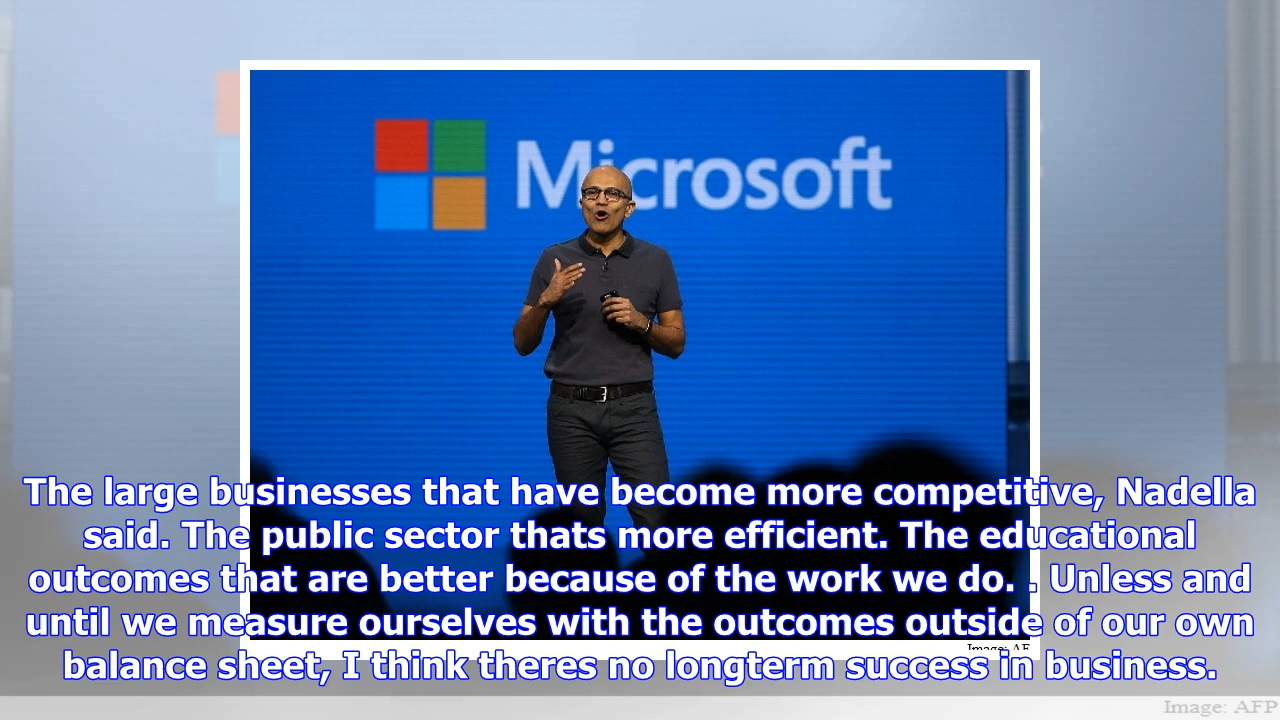 Microsoft
The large businesses that have become more competitive, Nadella
said. The public sector thats more efficient. The educational
outcomes that are better because of the work we do. . Unless and
until we measure ourselves with the outcomes outside of our own
balance sheet, I think theres no longterm success in business.
Image: AF
Image: AFP